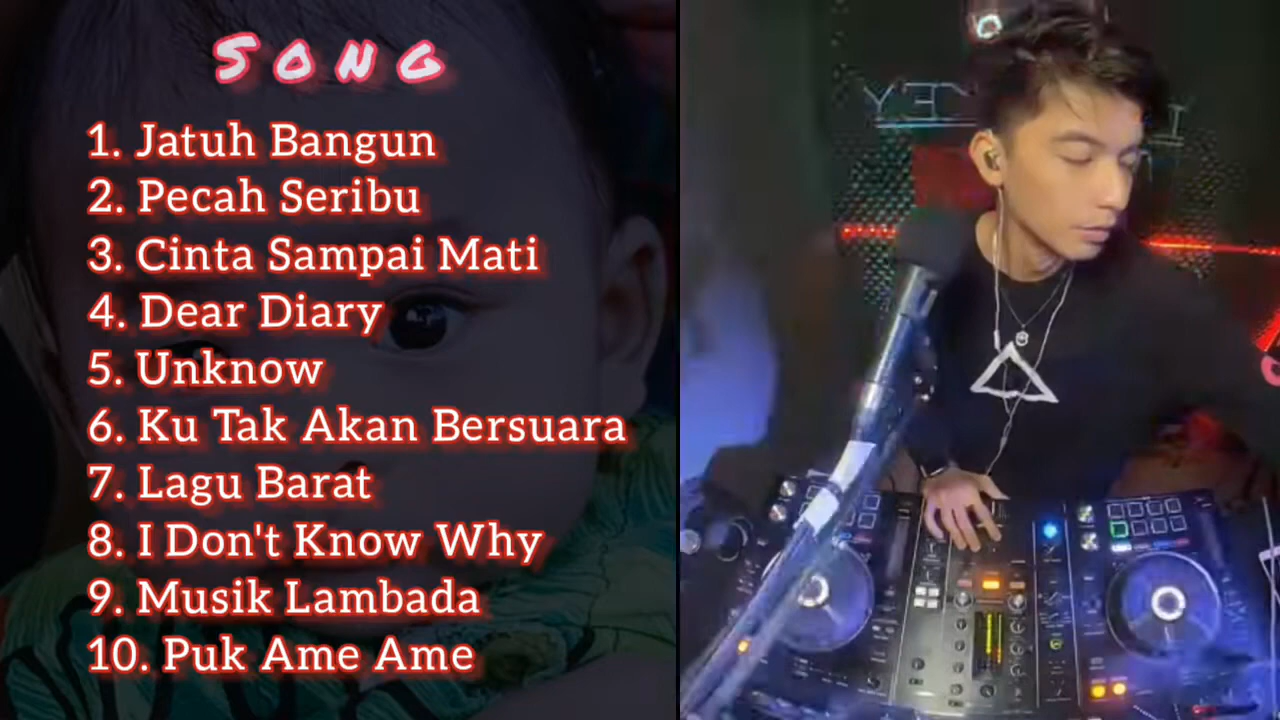 Song
1. Jatuh Bangun
2. Pecah Seribu
3. Cinta Sampai Mati
4. Dear Diary
5. Unknow
6. Ku Tak Akan Bersuara
7. Lagu Barat
8. I Don't Know Why
9. Musik Lambada
10. Puk Ame Ame